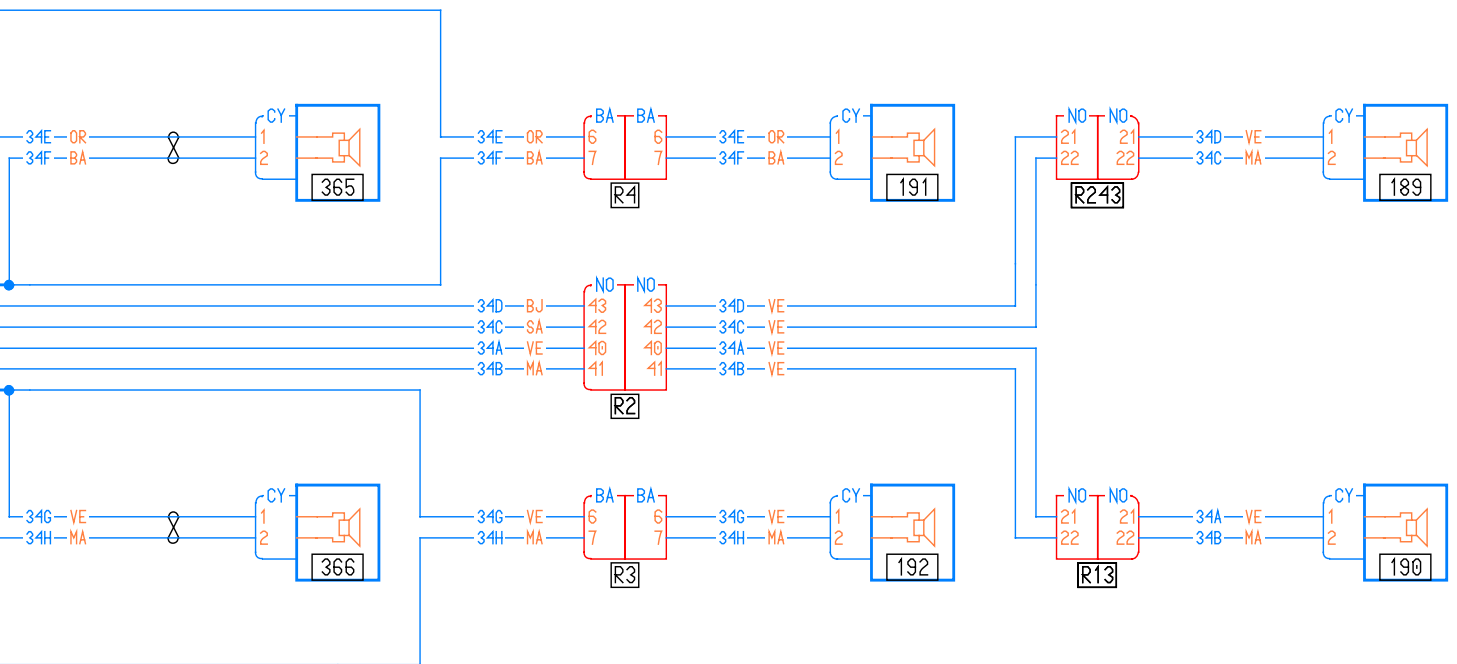 CY BA BA CY NO NO CY
34E OR 1 34E OR 6 6 34E OR 1 21 21 34D VE 1
34F BA 2 34F BA 7 7 34F BA 2 22 22 34C MA 2
365 R4 191 R243 189
NO NO
34D BJ 43 43 34D VE
34C SA 42 42 34C VE
34A VE 40 40 34A VE
34B MA 41 41 34B VE
R2
CY BA BA CY NO NO CY
34G VE 1 34G VE 6 6 34G VE 1 21 21 34A VE 1
34H MA 2 34H MA 7 7 34H MA 2 22 22 34B MA 2
366 R3 192 R13 190